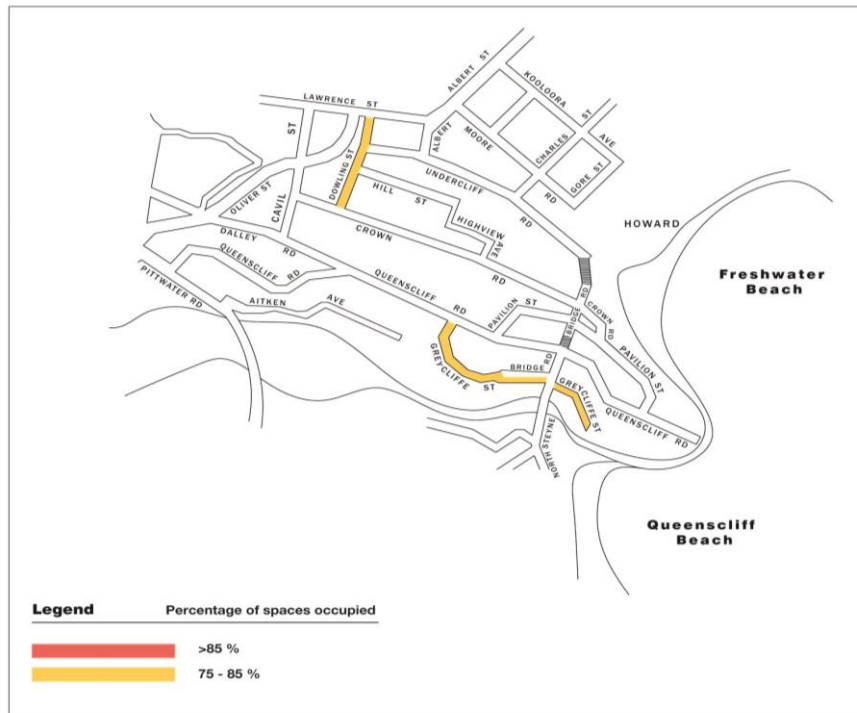 LAWRENCE ST
ALBERT ST
KOOLOORA AVE
ST
DOWLING ST
ALBERT
MOORE RD
CHARLES ST
GORE ST
UNDERCLIFF RD
HILL ST
HIGHVIEW AVE
OLIVER ST
CAVIL
CROWN RD
HOWARD
DALLEY RD
QUEENSCLIFF RD
QUEENSCLIFF RD
PITTWATER RD
AITKEN AVE
PAVILION ST
BRIDGE RD
CROWN RD
PAVILION ST
GREYCLIFFE ST
BRIDGE RD
GREYCLIFFE ST
QUEENSCLIFF RD
NORTH STEYNE
Freshwater
Beach
Queenscliff
Beach
Legend Percentage of spaces occupied
>85 %
75 - 85 %